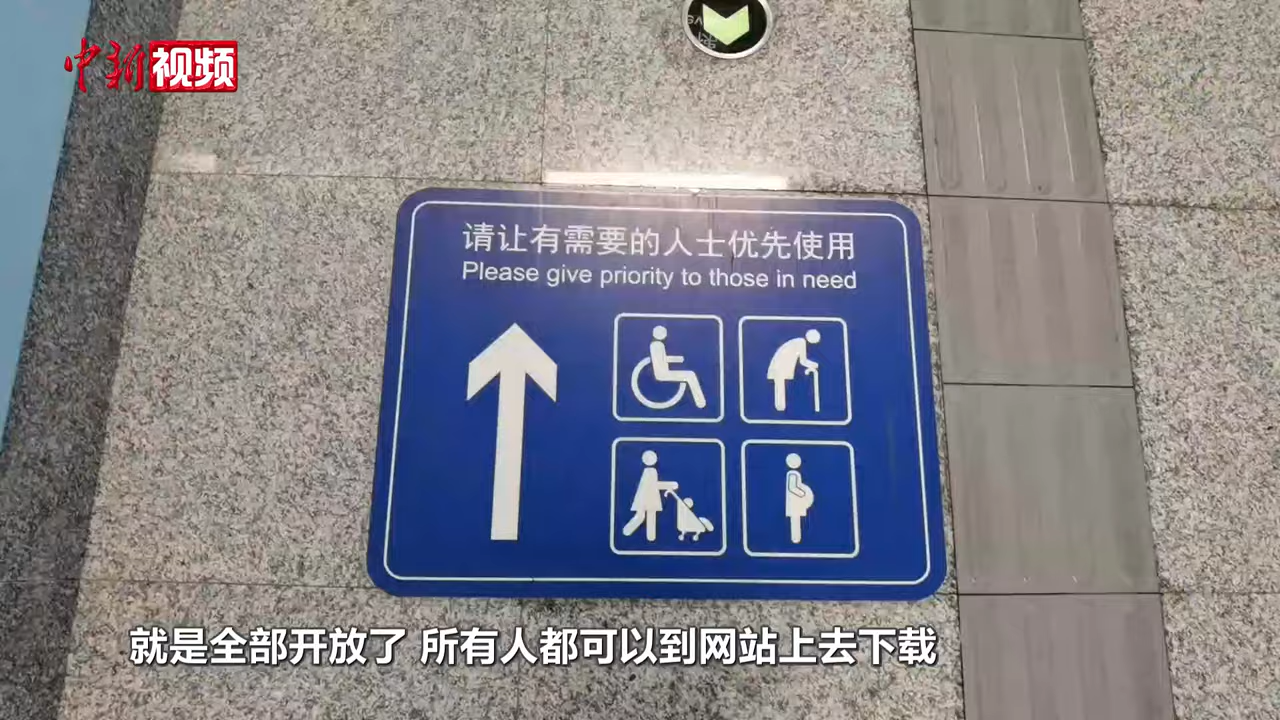 中新视频
请让有需要的人士优先使用
Please give priority to those in need
就是全部开放了 所有人都可以到网站上去下载